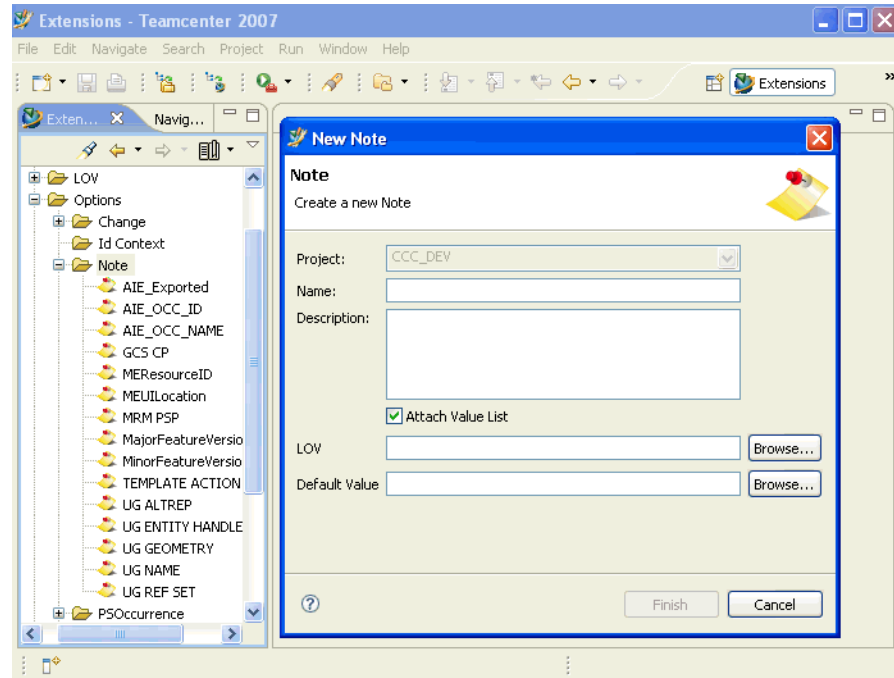 Extensions - Teamcenter 2007
File Edit Navigate Search Project Run Window Help
Extensions
»
Exten... Navig...
LOV
Options
Change
Id Context
Note
AIE_Exported
AIE_OCC_ID
AIE_OCC_NAME
GCS CP
MEResourceID
MEUILocation
MRM PSP
MajorFeatureVersio
MinorFeatureVersio
TEMPLATE ACTION
UG ALTREP
UG ENTITY HANDLE
UG GEOMETRY
UG NAME
UG REF SET
PSOccurrence
New Note
Note
Create a new Note
Project: CCC_DEV
Name:
Description:
Attach Value List
LOV Browse...
Default Value Browse...
? Finish Cancel